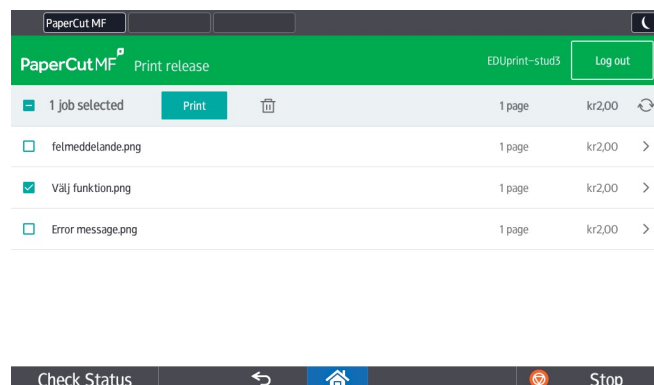 PaperCut MF
PaperCutMF Print release EDUprint-stud3 Log out
1 job selected Print 1 page kr2,00
felmeddelande.png 1 page kr2,00
Välj funktion.png 1 page kr2,00
Error message.png 1 page kr2,00
Check Status Stop